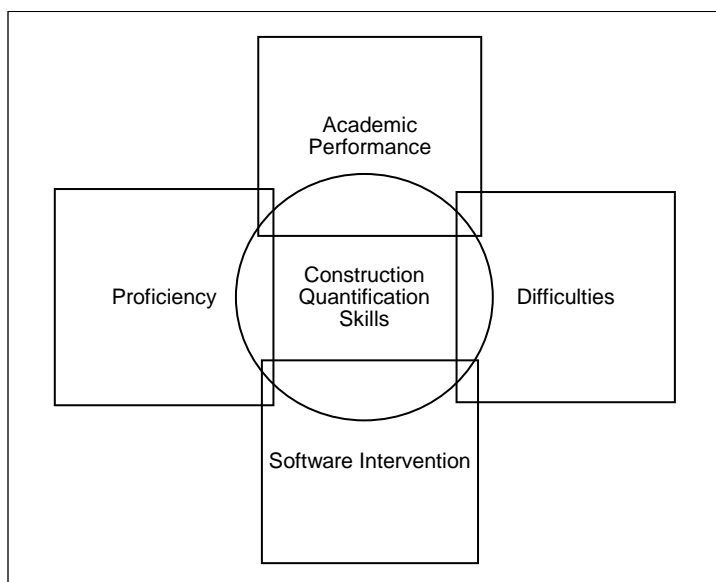 Academic
Performance
Proficiency
Construction
Quantification
Skills
Difficulties
Software Intervention